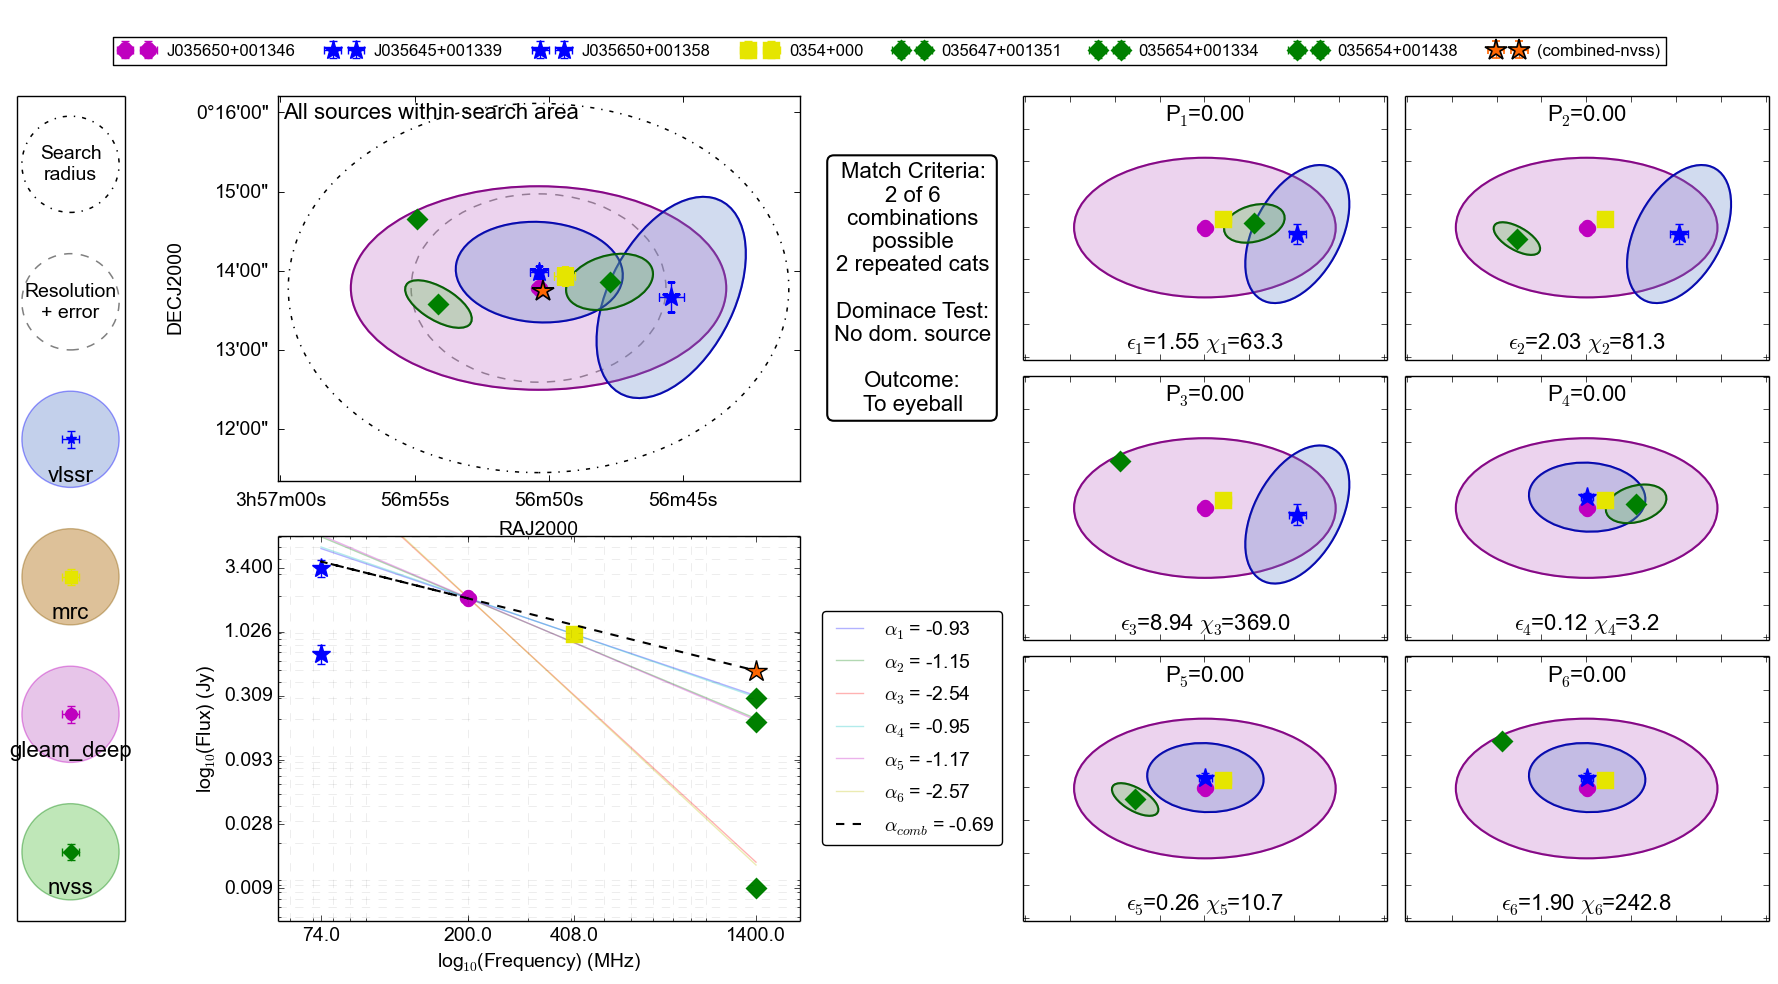 J035650+001346 J035645+001339 J035650+001358 0354+000 035647+001351 035654+001334 035654+001438 (combined-nvss)
Search
radius
Resolution
+ error
vlssr
mrc
gleam_deep
nvss
All sources within search area
DECJ2000
0°16'00"
15'00"
14'00"
13'00"
12'00"
3h57m00s 56m55s 56m50s 56m45s
RAJ2000
Match Criteria:
2 of 6
combinations
possible
2 repeated cats
Dominace Test:
No dom. source
Outcome:
To eyeball
log₁₀(Flux) (Jy)
3.400
1.026
0.309
0.093
0.028
0.009
74.0 200.0 408.0 1400.0
log₁₀(Frequency) (MHz)
α₁ = -0.93
α₂ = -1.15
α₃ = -2.54
α₄ = -0.95
α₅ = -1.17
α₆ = -2.57
α_comb = -0.69
P₁=0.00
ϵ₁=1.55 χ₁=63.3
P₂=0.00
ϵ₂=2.03 χ₂=81.3
P₃=0.00
ϵ₃=8.94 χ₃=369.0
P₄=0.00
ϵ₄=0.12 χ₄=3.2
P₅=0.00
ϵ₅=0.26 χ₅=10.7
P₆=0.00
ϵ₆=1.90 χ₆=242.8